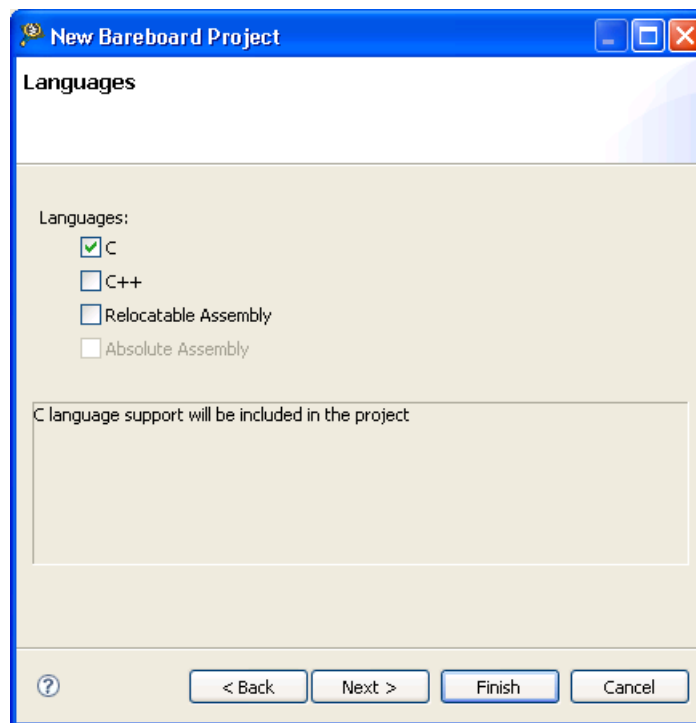 New Bareboard Project
Languages
Languages:
C
C++
Relocatable Assembly
Absolute Assembly
C language support will be included in the project
< Back Next > Finish Cancel